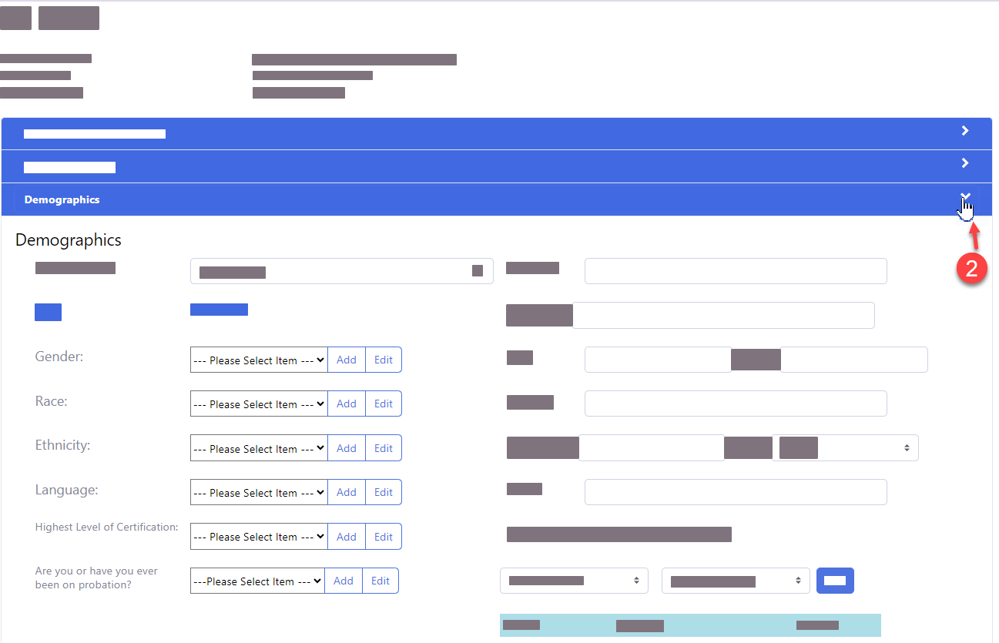 Demographics
2
Demographics
Gender: --- Please Select Item --- Add Edit
Race: --- Please Select Item --- Add Edit
Ethnicity: --- Please Select Item --- Add Edit
Language: --- Please Select Item --- Add Edit
Highest Level of Certification: --- Please Select Item --- Add Edit
Are you or have you ever
been on probation? ---Please Select Item --- Add Edit